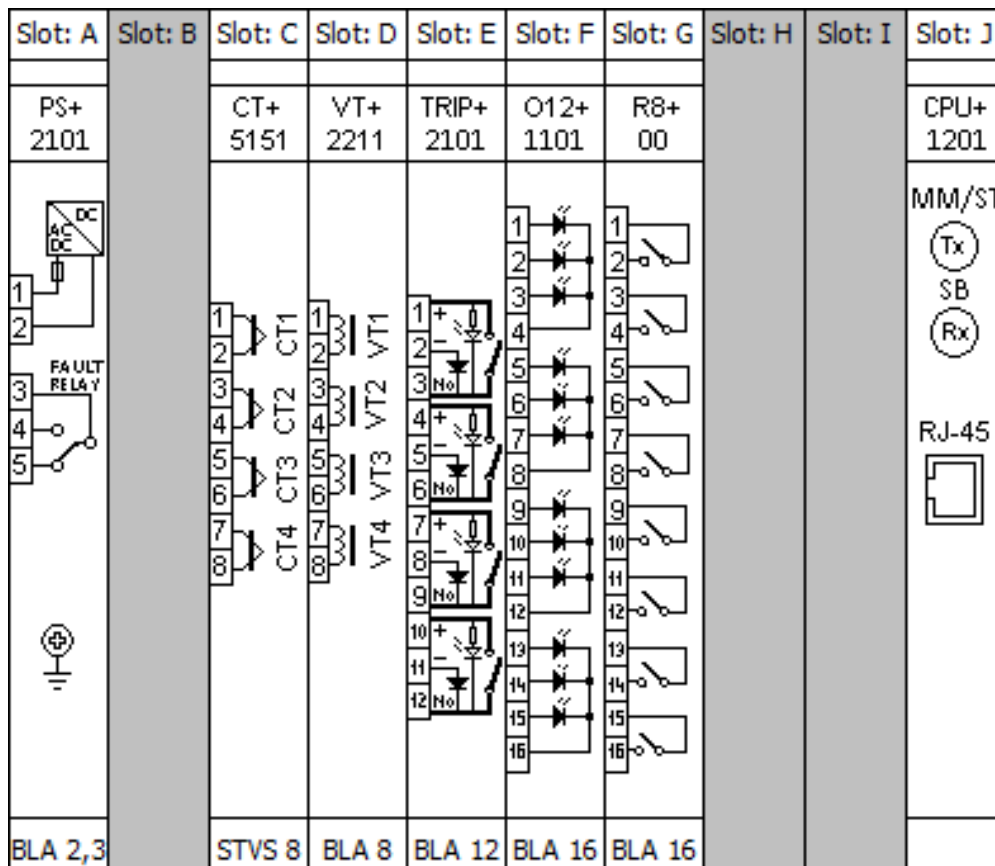 Slot: A Slot: B Slot: C Slot: D Slot: E Slot: F Slot: G Slot: H Slot: I Slot: J
PS+ CT+ VT+ TRIP+ O12+ R8+ CPU+
2101 5151 2211 2101 1101 00 1201
DC
AC
DC
1
2
FAULT
RELAY
3
4
5
1
2
3
4
5
6
7
8
CT1
CT2
CT3
CT4
1
2
3
4
5
6
7
8
VT1
VT2
VT3
VT4
1 +
2 -
3 No
4 +
5 -
6 No
7 +
8 -
9 No
10 +
11 -
12 No
1
2
3
4
5
6
7
8
9
10
11
12
13
14
15
16
1
2
3
4
5
6
7
8
9
10
11
12
13
14
15
16
MM/ST
Tx
SB
Rx
RJ-45
BLA 2,3 STVS 8 BLA 8 BLA 12 BLA 16 BLA 16